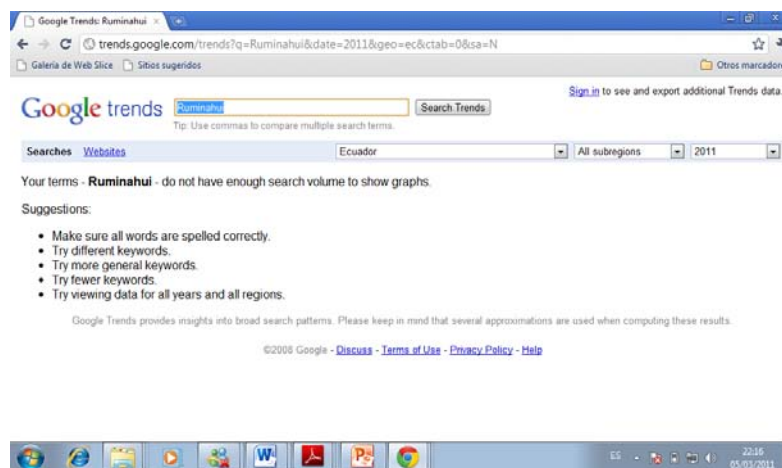 Google Trends: Ruminahui
trends.google.com/trends?q=Ruminahui&date=2011&geo=ec&ctab=0&sa=N
Galería de Web Slice Sitios sugeridos Otros marcadore
Sign in to see and export additional Trends data.
Google trends Ruminahui Search Trends
Tip: Use commas to compare multiple search terms.
Searches Websites Ecuador All subregions 2011
Your terms - Ruminahui - do not have enough search volume to show graphs.
Suggestions:
• Make sure all words are spelled correctly.
• Try different keywords.
• Try more general keywords.
• Try fewer keywords.
• Try viewing data for all years and all regions.
Google Trends provides insights into broad search patterns. Please keep in mind that several approximations are used when computing these results.
©2008 Google - Discuss - Terms of Use - Privacy Policy - Help
ES 22:16
05/03/2011